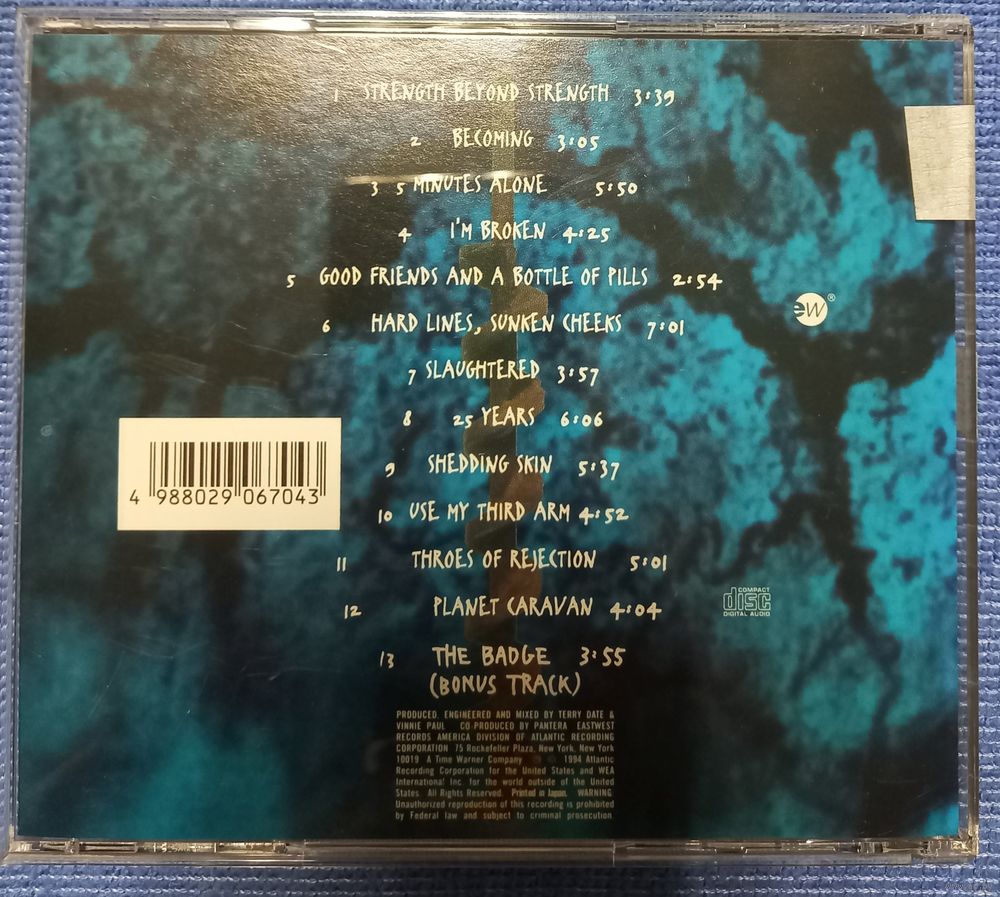 1 STRENGTH BEYOND STRENGTH 3:39
2 BECOMING 3:05
3 5 MINUTES ALONE 5:50
4 I'M BROKEN 4:25
5 GOOD FRIENDS AND A BOTTLE OF PILLS 2:54
6 HARD LINES, SUNKEN CHEEKS 7:01
7 SLAUGHTERED 3:57
8 25 YEARS 6:06
9 SHEDDING SKIN 5:37
10 USE MY THIRD ARM 4:52
11 THROES OF REJECTION 5:01
12 PLANET CARAVAN 4:04
13 THE BADGE 3:55
(BONUS TRACK)
ew®
4 988029 067043
COMPACT
disc
DIGITAL AUDIO
PRODUCED, ENGINEERED AND MIXED BY TERRY DATE &
VINNIE PAUL CO-PRODUCED BY PANTERA EASTWEST
RECORDS AMERICA DIVISION OF ATLANTIC RECORDING
CORPORATION 75 Rockefeller Plaza, New York, New York
10019 A Time Warner Company 1994 Atlantic
Recording Corporation for the United States and WEA
International Inc. for the world outside of the United
States. All Rights Reserved. Printed in Japan. WARNING:
Unauthorized reproduction of this recording is prohibited
by Federal law and subject to criminal prosecution.